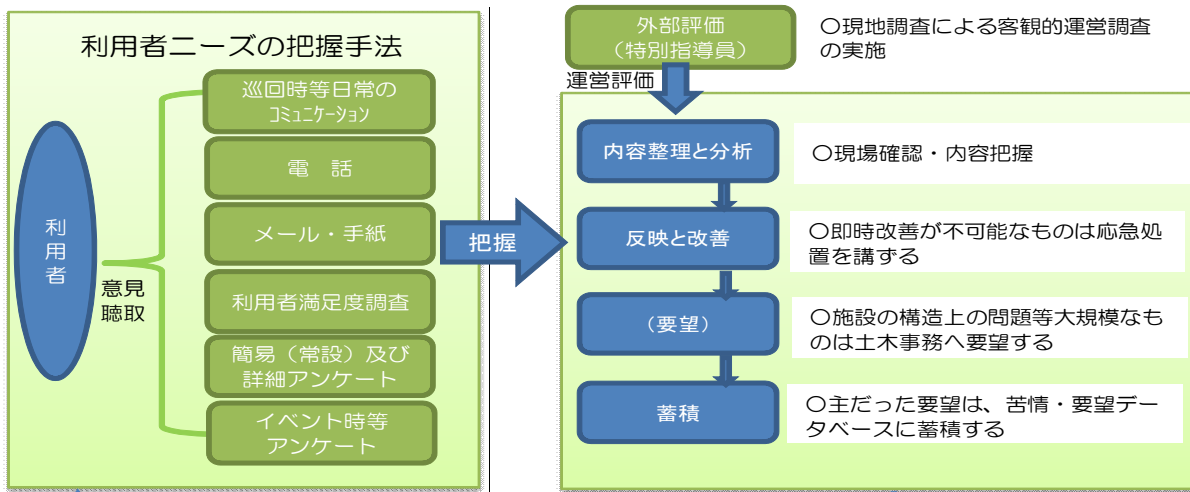 利用者ニーズの把握手法
利用者
意見
聴取
巡回時等日常の
ｺﾐｭﾆｹｰｼｮﾝ
電　話
メール・手紙
利用者満足度調査
簡易（常設）及び
詳細アンケート
イベント時等
アンケート
把握
外部評価
（特別指導員）
〇現地調査による客観的運営調査
の実施
運営評価
内容整理と分析
〇現場確認・内容把握
反映と改善
〇即時改善が不可能なものは応急処
置を講ずる
（要望）
〇施設の構造上の問題等大規模なも
のは土木事務へ要望する
蓄積
〇主だった要望は、苦情・要望デー
タベースに蓄積する